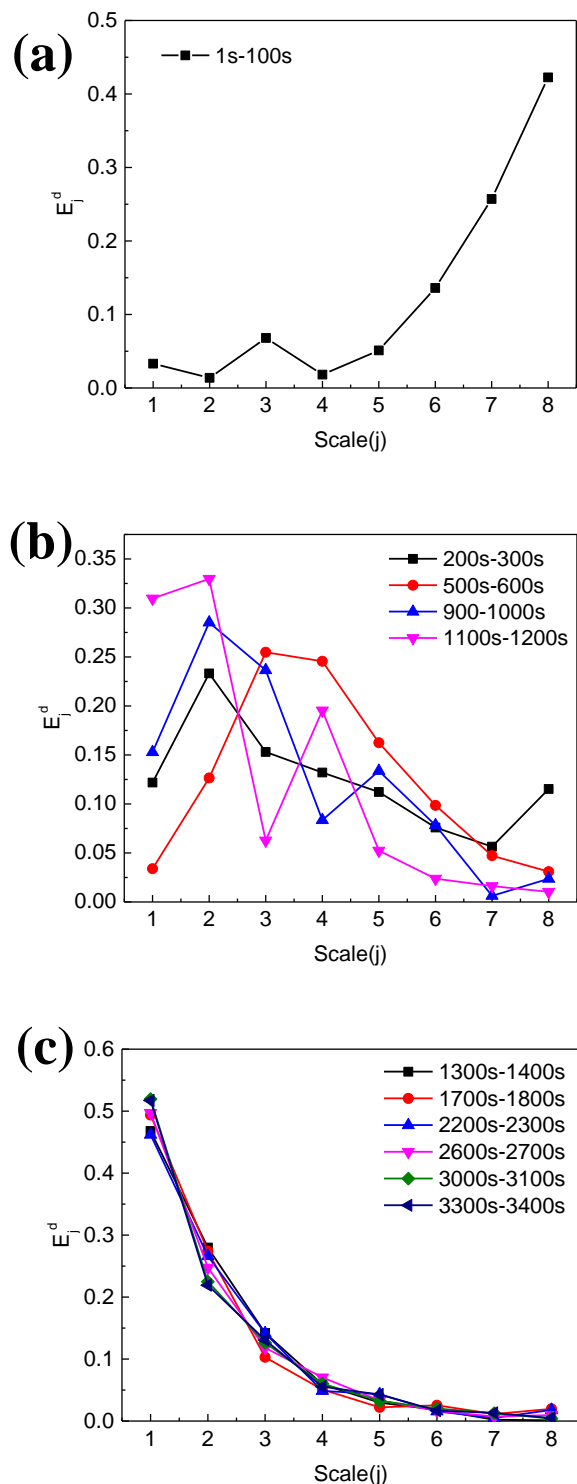 (a)
1s-100s
0.5
0.4
0.3
0.2
0.1
0.0
E_j^d
1 2 3 4 5 6 7 8
Scale(j)
(b)
200s-300s
500s-600s
900-1000s
1100s-1200s
0.35
0.30
0.25
0.20
0.15
0.10
0.05
0.00
E_j^d
1 2 3 4 5 6 7 8
Scale(j)
(c)
1300s-1400s
1700s-1800s
2200s-2300s
2600s-2700s
3000s-3100s
3300s-3400s
0.6
0.5
0.4
0.3
0.2
0.1
0.0
E_j^d
1 2 3 4 5 6 7 8
Scale(j)